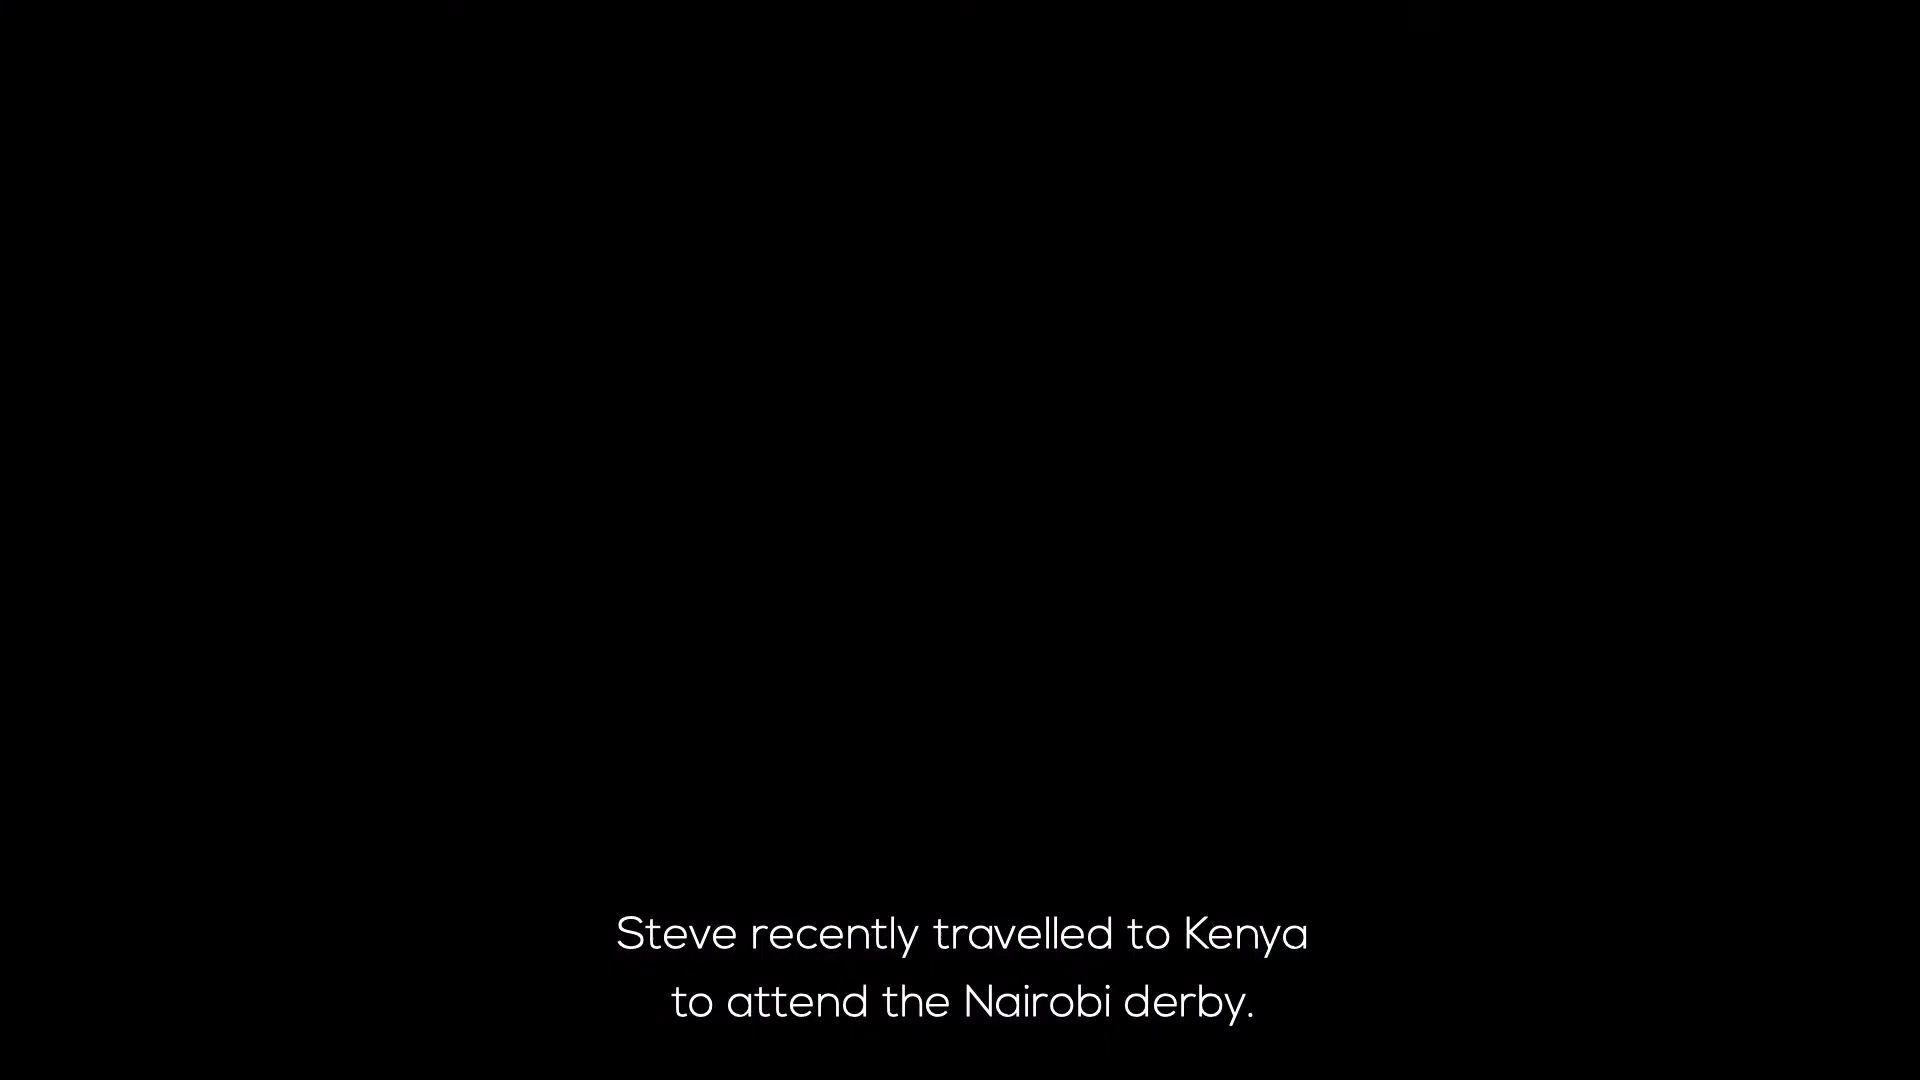 Steve recently travelled to Kenya
to attend the Nairobi derby.